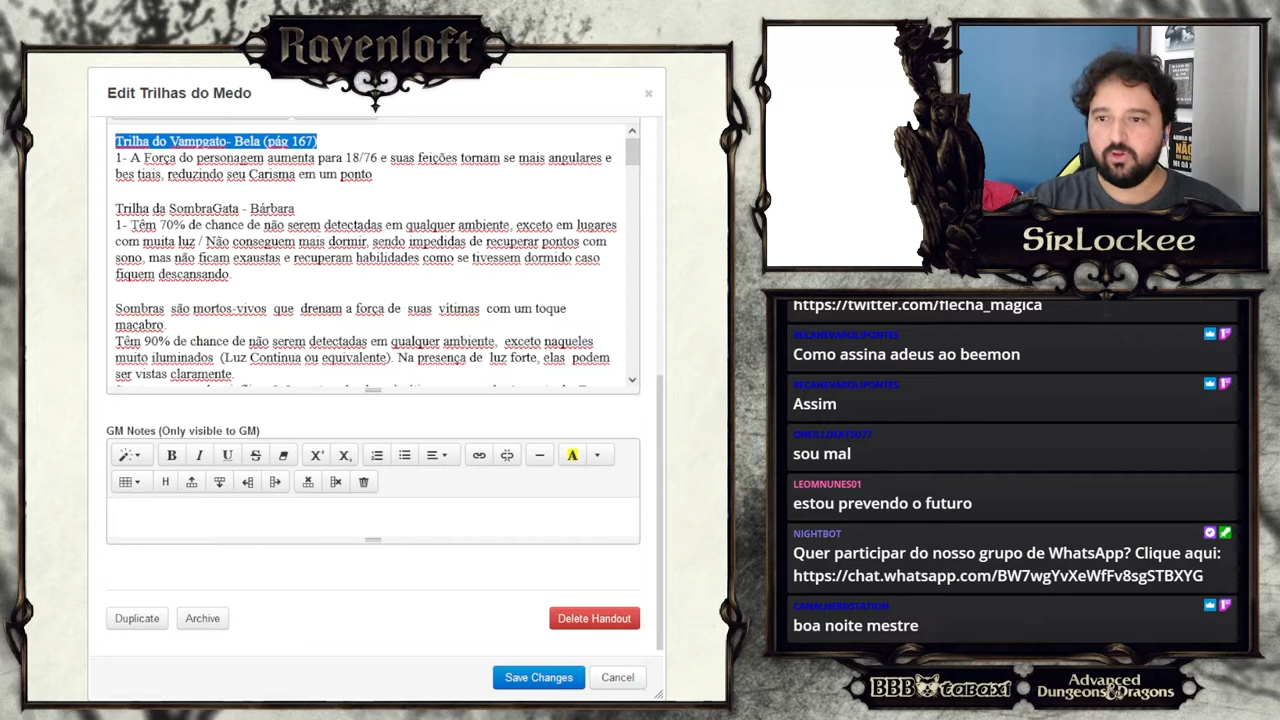 Ravenloft
Edit Trilhas do Medo
×
Trilha do Vampgato- Bela (pág 167)
1- A Força do personagem aumenta para 18/76 e suas feições tornam se mais angulares e
bes tiais, reduzindo seu Carisma em um ponto
Trilha da SombraGata - Bárbara
1- Têm 70% de chance de não serem detectadas em qualquer ambiente, exceto em lugares
com muita luz / Não conseguem mais dormir, sendo impedidas de recuperar pontos com
sono, mas não ficam exaustas e recuperam habilidades como se tivessem dormido caso
fiquem descansando.
Sombras são mortos-vivos que drenam a força de suas vítimas com um toque
macabro.
Têm 90% de chance de não serem detectadas em qualquer ambiente, exceto naqueles
muito iluminados (Luz Contínua ou equivalente). Na presença de luz forte, elas podem
ser vistas claramente.
GM Notes (Only visible to GM)
B I U S X² X₂ A
H
Duplicate Archive Delete Handout
Save Changes Cancel
SirLockee
https://twitter.com/flecha_magica
Como assina adeus ao beemon
Assim
sou mal
LEOMNUNES01
estou prevendo o futuro
NIGHTBOT
Quer participar do nosso grupo de WhatsApp? Clique aqui:
https://chat.whatsapp.com/BW7wgYvXeWfFv8sgSTBXYG
CANALNERDSTATION
boa noite mestre
BBB tabaxi
Advanced
Dungeons & Dragons